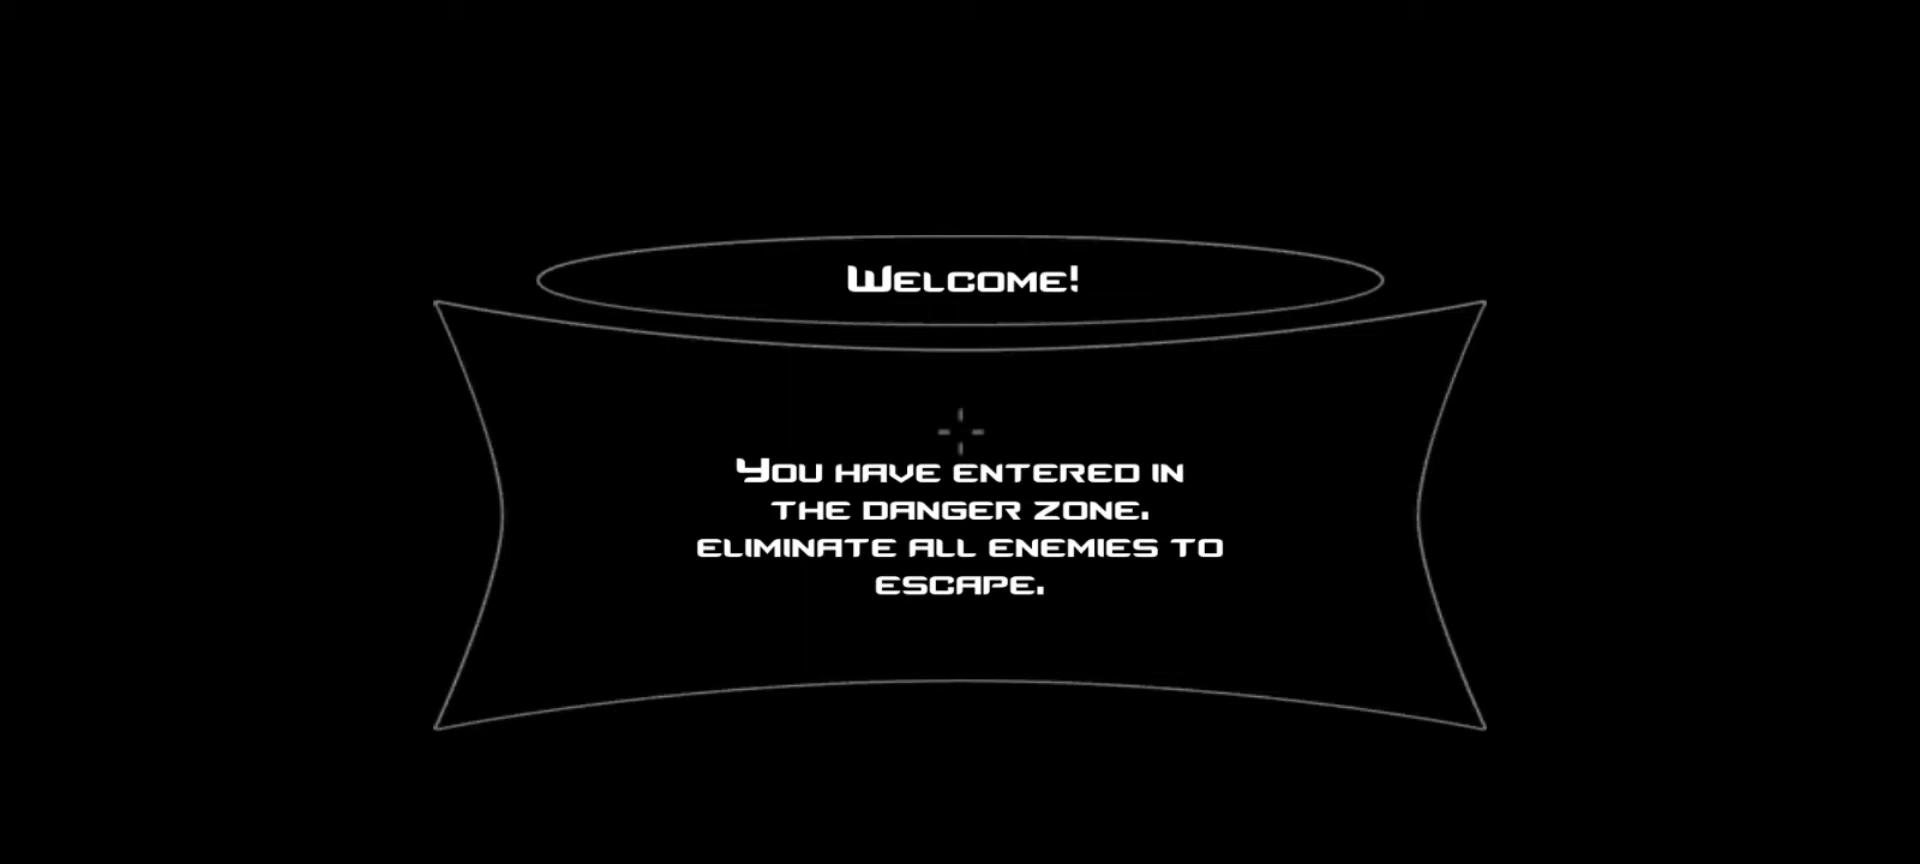 Welcome!
You have entered in
the danger zone.
eliminate all enemies to
escape.